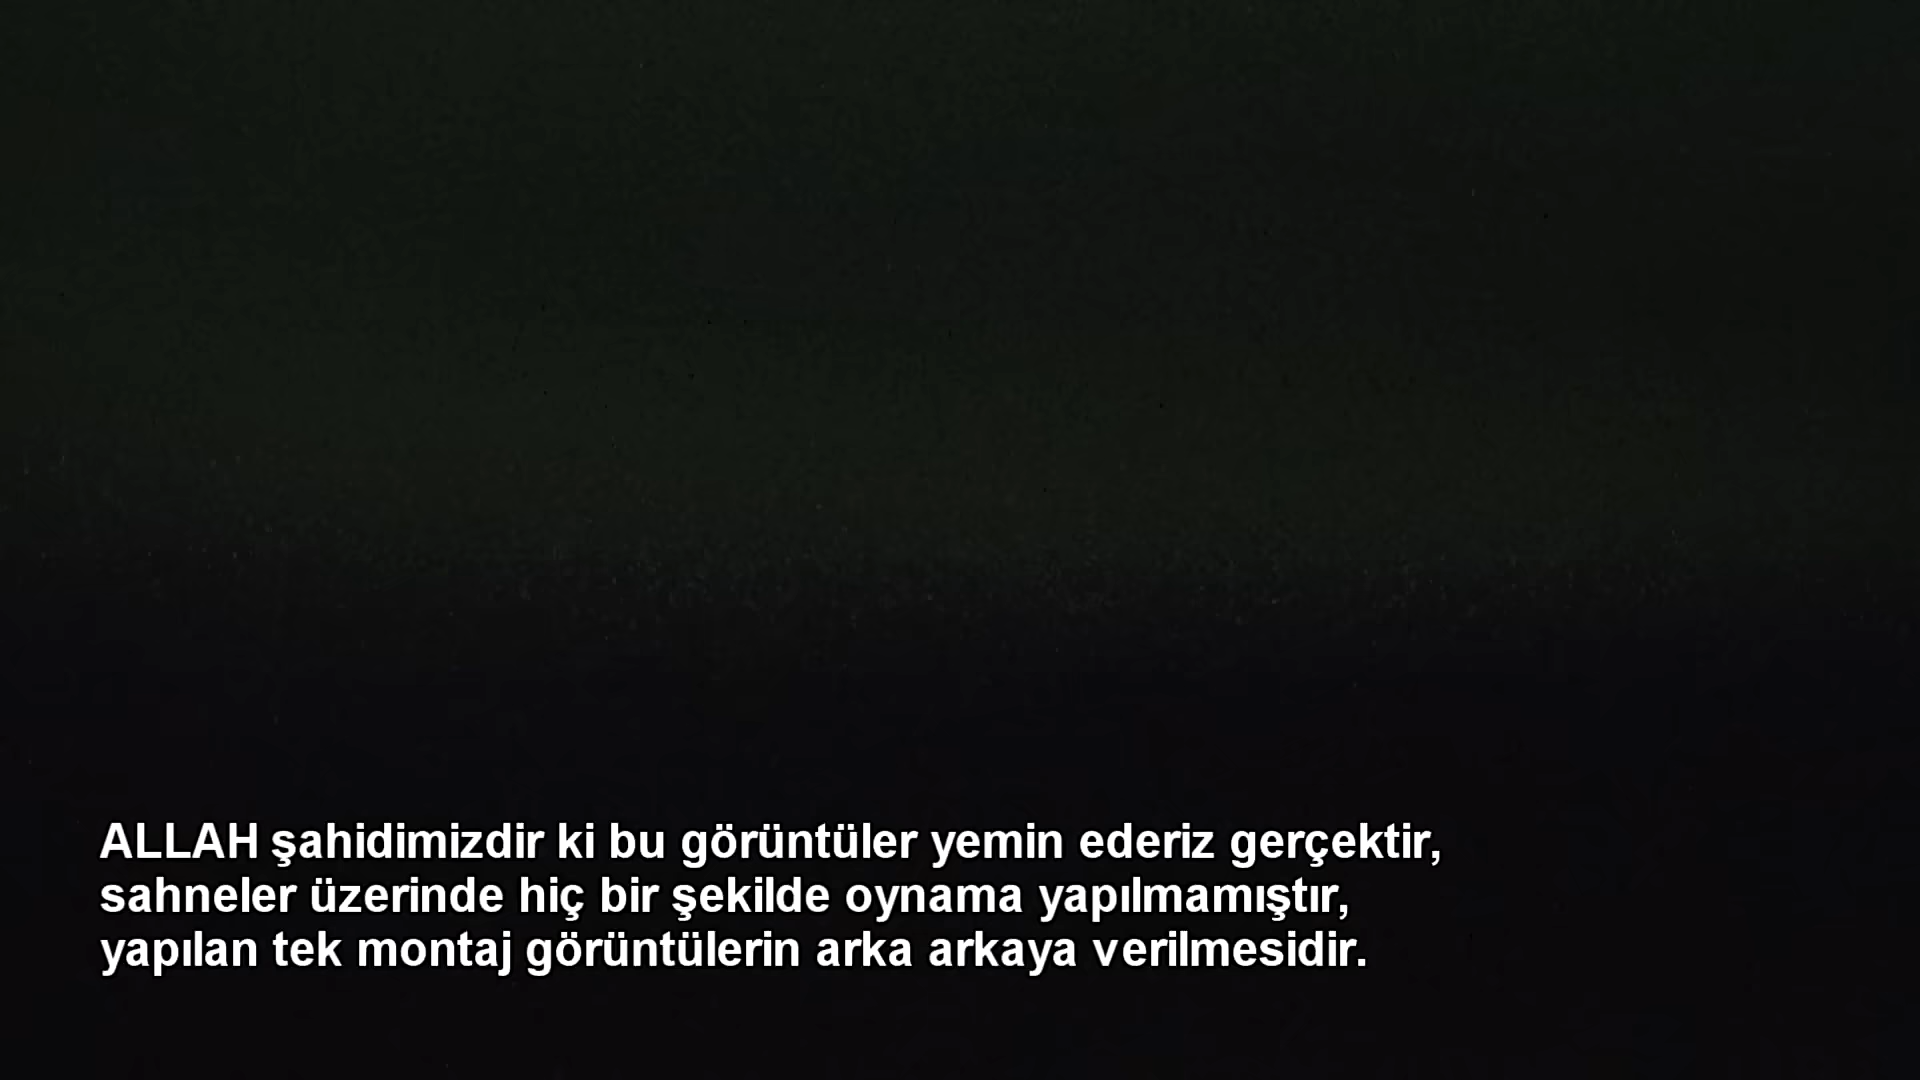 ALLAH şahidimizdir ki bu görüntüler yemin ederiz gerçektir,
sahneler üzerinde hiç bir şekilde oynama yapılmamıştır,
yapılan tek montaj görüntülerin arka arkaya verilmesidir.